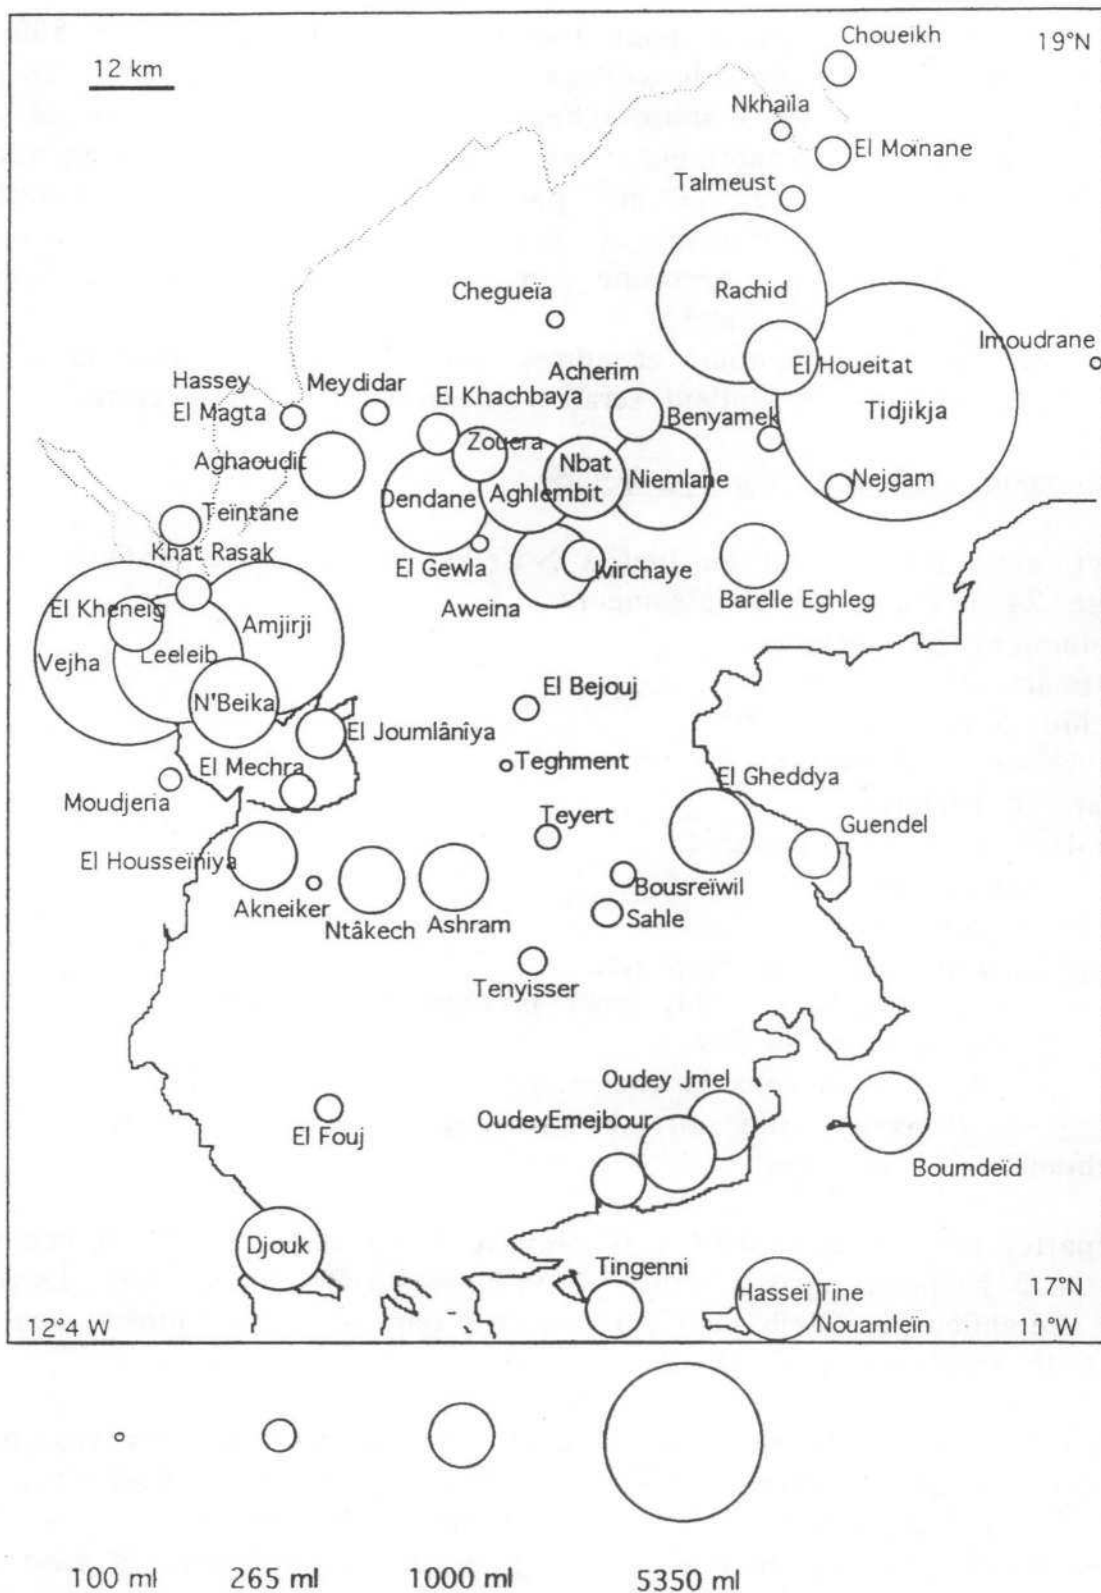 Choueikh
19°N
12 km
Nkhaïla
El Moïnane
Talmeust
Rachid
Chegueïa
Imoudrane
El Houeitat
Acherim
Hassey
El Magta
Meydidar
El Khachbaya
Benyamek
Tidjikja
Zouera
Aghaoudit
Nbat
Niemlane
Nejgam
Dendane
Aghlembit
Teïntane
Khat Rasak
El Gewla
Mirchaye
Aweina
Barelle Eghleg
El Kheneig
Amjirji
Vejha
Leeleib
N'Beika
El Bejouj
El Joumlânîya
El Mechra
Teghment
El Gheddya
Moudjeria
Teyert
Guendel
El Housseïniya
Akneiker
Bousreïwil
Ntâkech
Ashram
Sahle
Tenyisser
Oudey Jmel
OudeyEmejbour
El Fouj
Boumdeïd
Djouk
Tingenni
Hasseï Tine
17°N
Nouamleïn
12°4 W
11°W
100 ml
265 ml
1000 ml
5350 ml